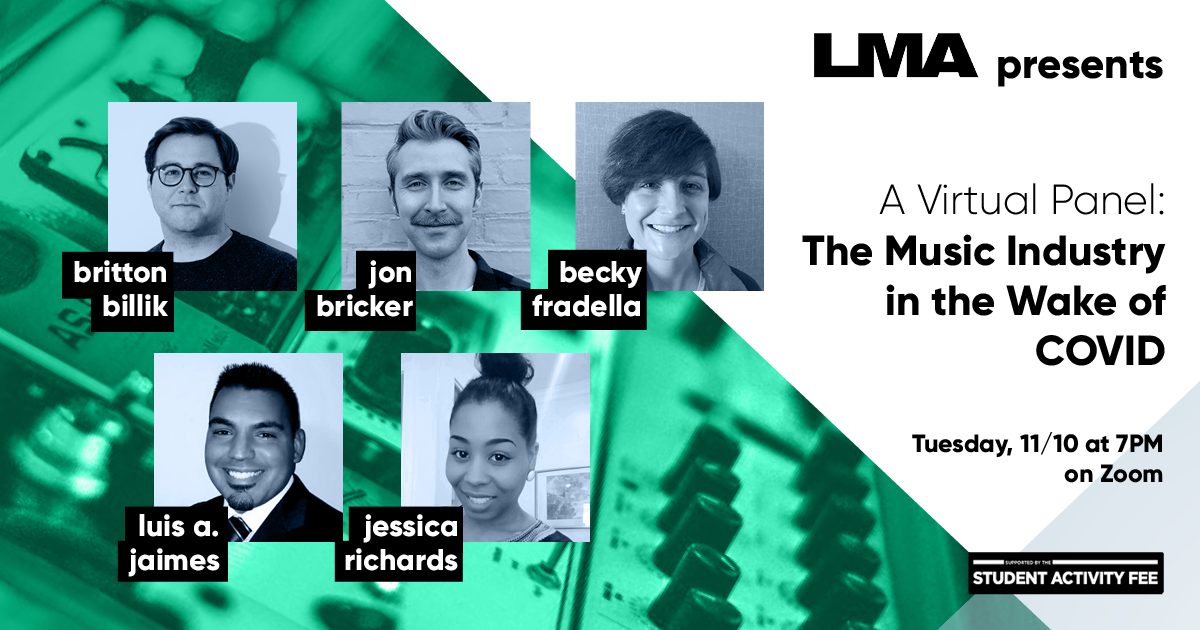 LMA presents
A Virtual Panel:
The Music Industry
in the Wake of
COVID
Tuesday, 11/10 at 7PM
on Zoom
britton
billik
jon
bricker
becky
fradella
luis a.
jaimes
jessica
richards
SUPPORTED BY THE
STUDENT ACTIVITY FEE